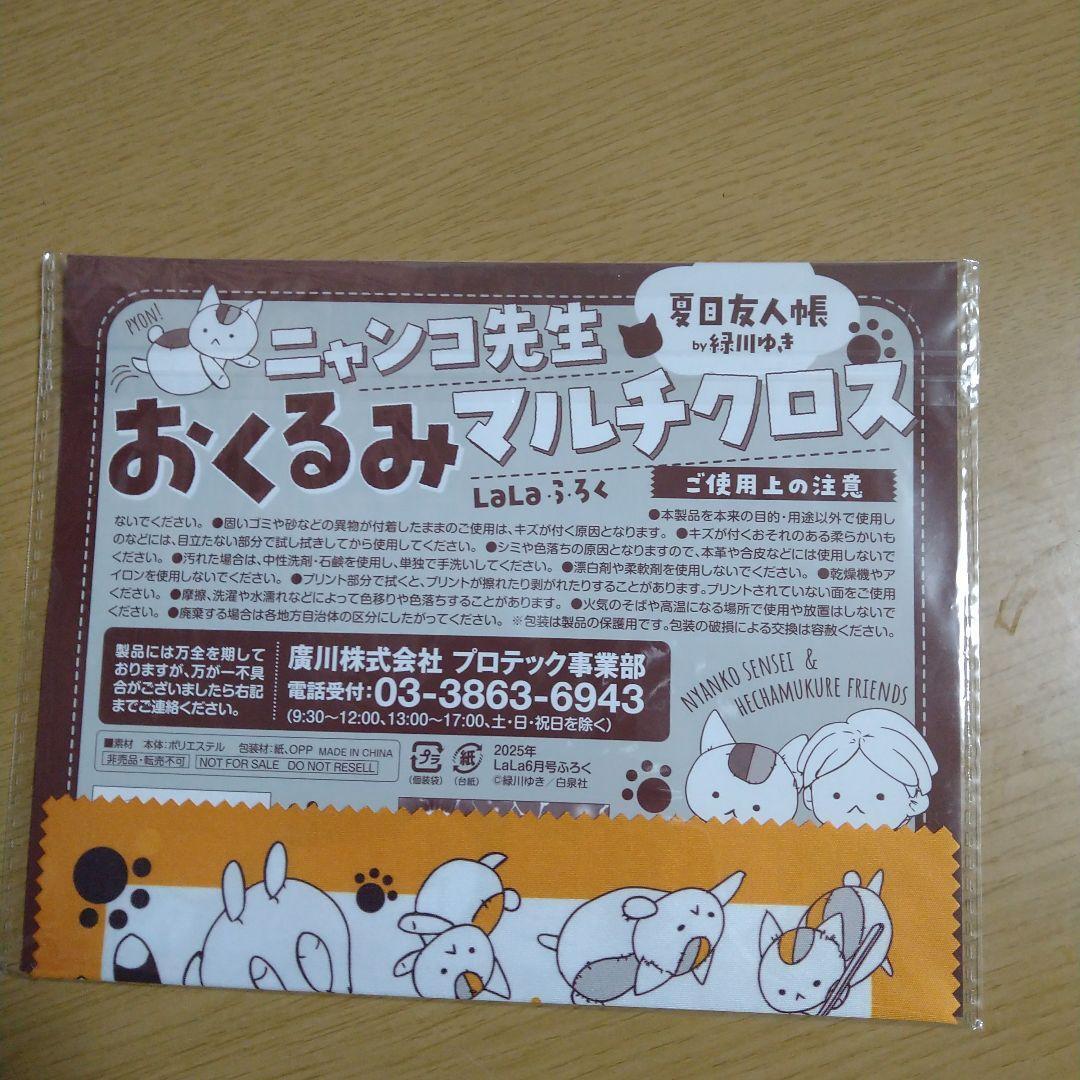 PYON!
ニャンコ先生
夏目友人帳
by緑川ゆき
おくるみ
マルチクロス
LaLaふろく
ご使用上の注意
●本製品を本来の目的・用途以外で使用し
ないでください。 ●固いゴミや砂などの異物が付着したままのご使用は、キズが付く原因となります。 ●キズが付くおそれのある柔らかいも
のなどには、目立たない部分で試し拭きしてから使用してください。 ●シミや色落ちの原因となりますので、本革や合皮などには使用しないで
ください。 ●汚れた場合は、中性洗剤・石鹸を使用し、単独で手洗いしてください。 ●漂白剤や柔軟剤を使用しないでください。 ●乾燥機やア
イロンを使用しないでください。 ●プリント部分で拭くと、プリントが擦れたり剥がれたりすることがあります。プリントされていない面をご使用
ください。 ●摩擦、洗濯や水濡れなどによって色移りや色落ちすることがあります。 ●火気のそばや高温になる場所で使用や放置はしないで
ください。 ●廃棄する場合は各地方自治体の区分にしたがってください。 ※包装は製品の保護用です。包装の破損による交換は容赦ください。
製品には万全を期して
おりますが、万が一不具
合がございましたら右記
までご連絡ください。
廣川株式会社 プロテック事業部
電話受付:03-3863-6943
(9:30〜12:00、13:00〜17:00、土・日・祝日を除く)
NYANKO SENSEI &
HECHAMUKURE FRIENDS
■素材 本体:ポリエステル 包装材:紙、OPP MADE IN CHINA
非売品・転売不可 NOT FOR SALE DO NOT RESELL
プラ
(個装袋)
紙
(台紙)
2025年
LaLa6月号ふろく
©緑川ゆき/白泉社